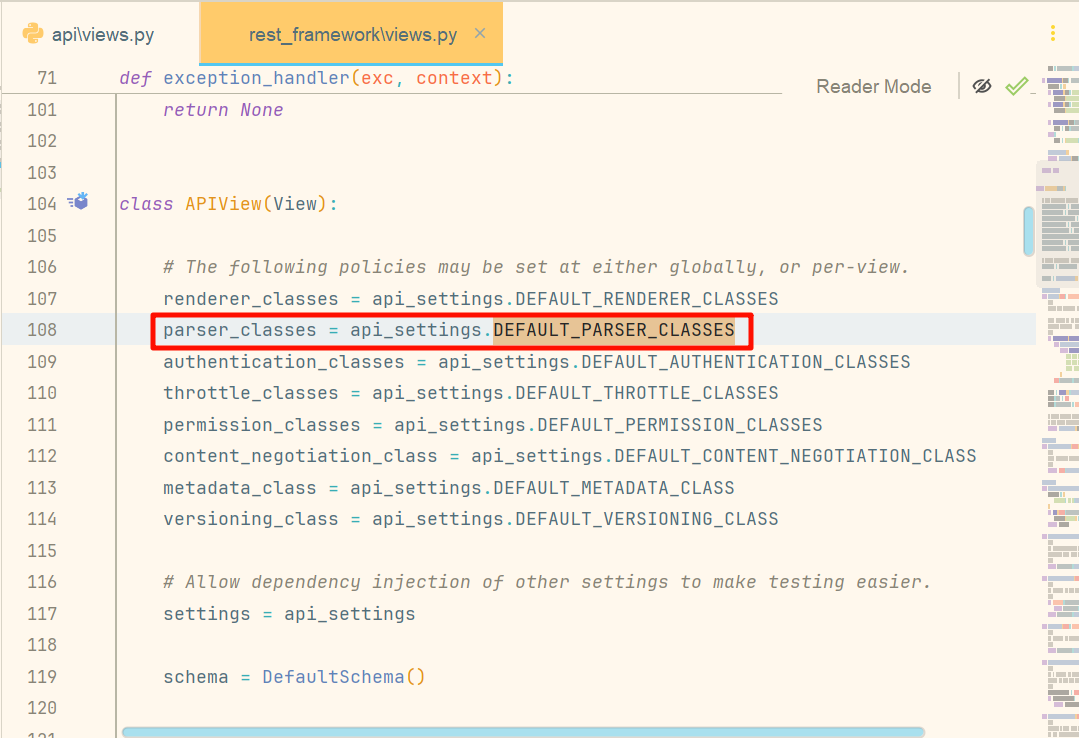 api\views.py
rest_framework\views.py
Reader Mode
71 def exception_handler(exc, context):
101 return None
102
103
104 class APIView(View):
105
106 # The following policies may be set at either globally, or per-view.
107 renderer_classes = api_settings.DEFAULT_RENDERER_CLASSES
108 parser_classes = api_settings.DEFAULT_PARSER_CLASSES
109 authentication_classes = api_settings.DEFAULT_AUTHENTICATION_CLASSES
110 throttle_classes = api_settings.DEFAULT_THROTTLE_CLASSES
111 permission_classes = api_settings.DEFAULT_PERMISSION_CLASSES
112 content_negotiation_class = api_settings.DEFAULT_CONTENT_NEGOTIATION_CLASS
113 metadata_class = api_settings.DEFAULT_METADATA_CLASS
114 versioning_class = api_settings.DEFAULT_VERSIONING_CLASS
115
116 # Allow dependency injection of other settings to make testing easier.
117 settings = api_settings
118
119 schema = DefaultSchema()
120